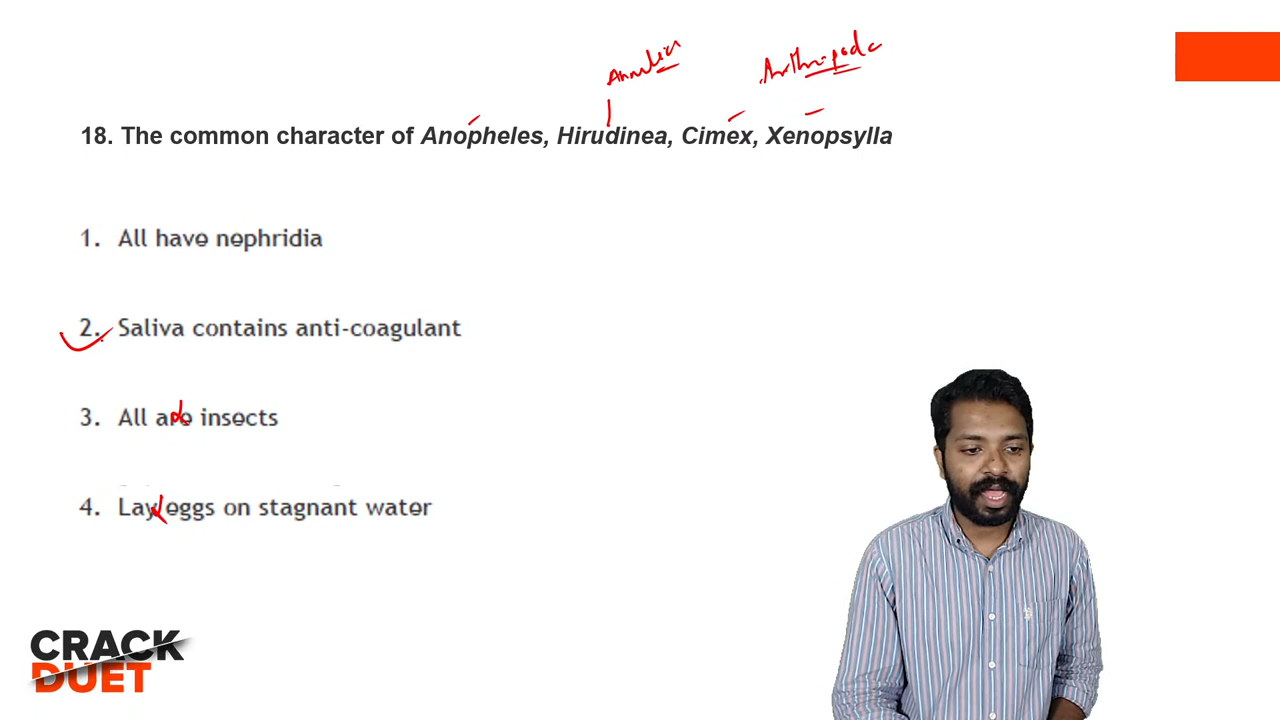 Annelida
Arthropoda
18. The common character of Anopheles, Hirudinea, Cimex, Xenopsylla
1. All have nephridia
2. Saliva contains anti-coagulant
3. All are insects
4. Lay eggs on stagnant water
CRACK
DUET